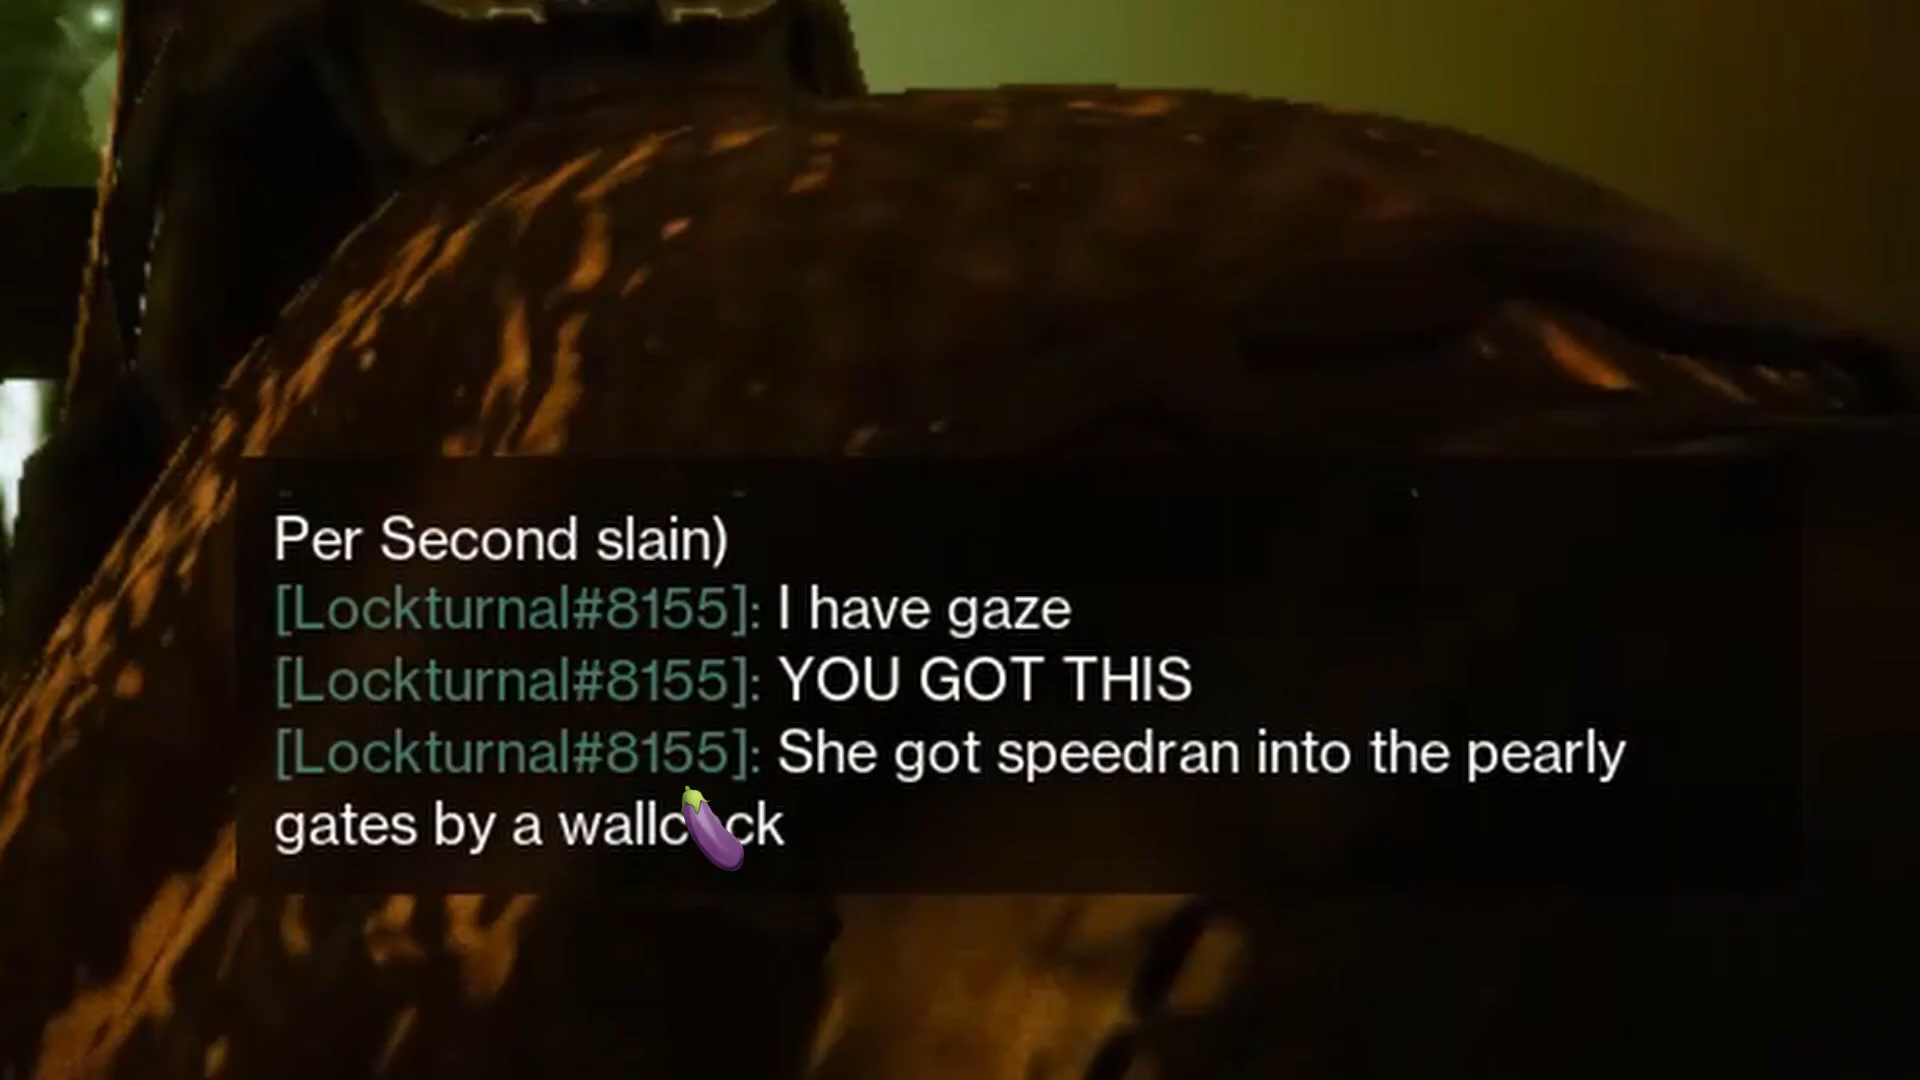 Per Second slain)
[Lockturnal#8155]: I have gaze
[Lockturnal#8155]: YOU GOT THIS
[Lockturnal#8155]: She got speedran into the pearly
gates by a wallc🍆ck